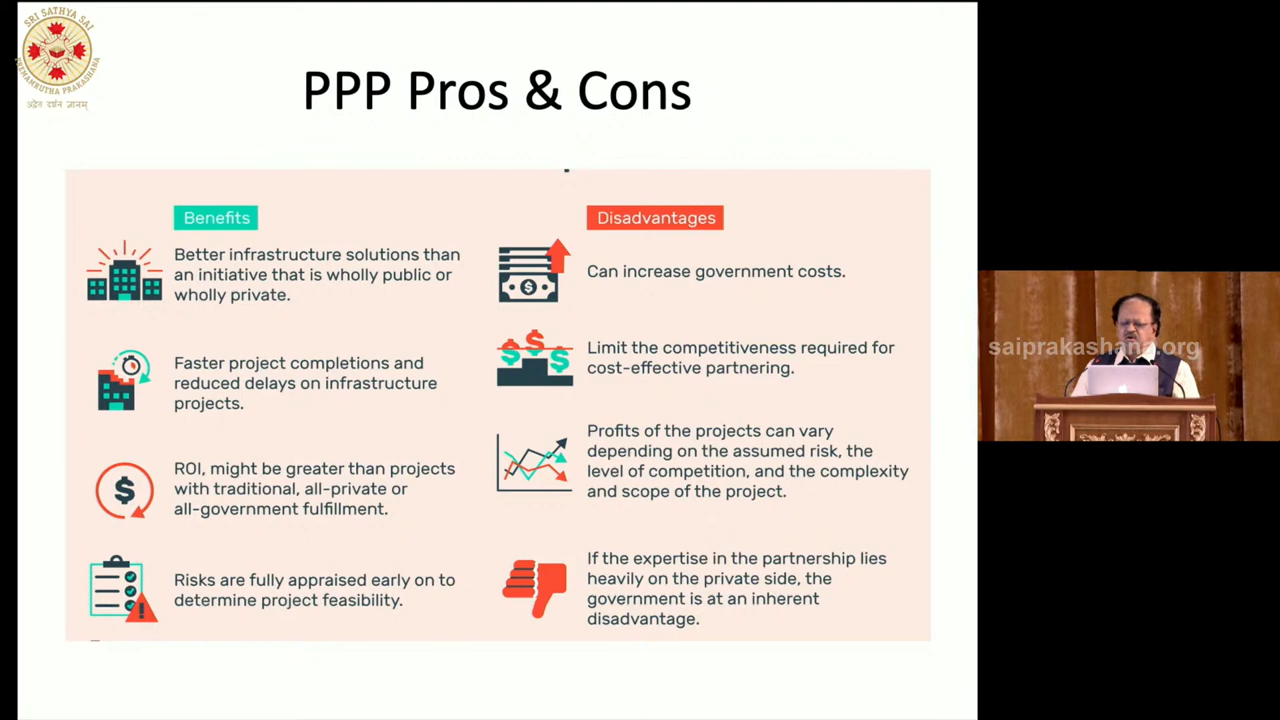 SRI SATHYA SAI
PREMAMRUTHA PRAKASHANA
अद्वैत दर्शन ज्ञानम्
PPP Pros & Cons
Benefits
Better infrastructure solutions than
an initiative that is wholly public or
wholly private.
Faster project completions and
reduced delays on infrastructure
projects.
ROI, might be greater than projects
with traditional, all-private or
all-government fulfillment.
Risks are fully appraised early on to
determine project feasibility.
Disadvantages
Can increase government costs.
Limit the competitiveness required for
cost-effective partnering.
Profits of the projects can vary
depending on the assumed risk, the
level of competition, and the complexity
and scope of the project.
If the expertise in the partnership lies
heavily on the private side, the
government is at an inherent
disadvantage.
saiprakashana.org